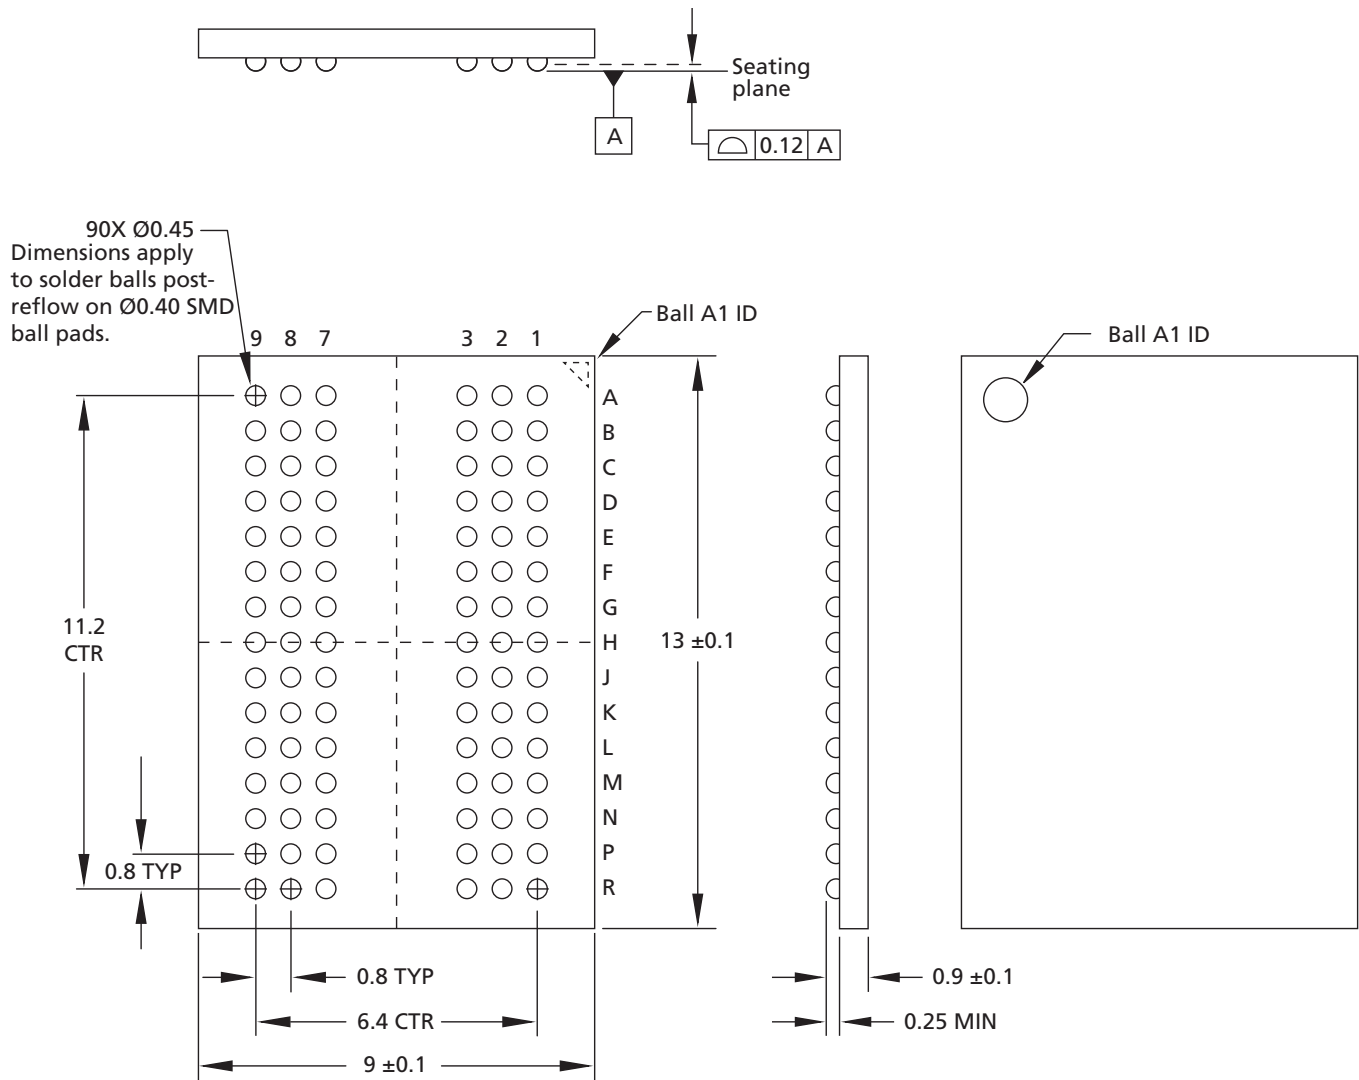 Seating
plane
A
0.12 A
90X Ø0.45
Dimensions apply
to solder balls post-
reflow on Ø0.40 SMD
ball pads.
Ball A1 ID
Ball A1 ID
9 8 7 3 2 1
A
B
C
D
E
F
G
H
J
K
L
M
N
P
R
11.2
CTR
13 ±0.1
0.8 TYP
0.8 TYP
6.4 CTR
9 ±0.1
0.9 ±0.1
0.25 MIN